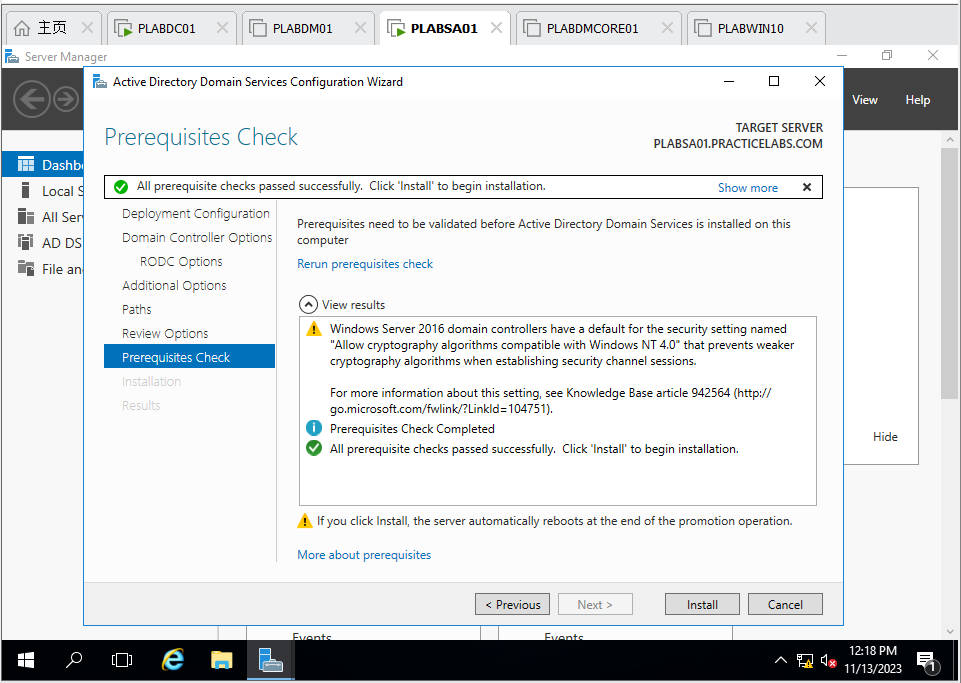 主页
PLABDC01
PLABDM01
PLABSA01
PLABDMCORE01
PLABWIN10
Server Manager
Active Directory Domain Services Configuration Wizard
View
Help
Prerequisites Check
TARGET SERVER
PLABSA01.PRACTICELABS.COM
All prerequisite checks passed successfully. Click 'Install' to begin installation.
Show more
Dashb
Local S
All Ser
AD DS
File an
Deployment Configuration
Domain Controller Options
RODC Options
Additional Options
Paths
Review Options
Prerequisites Check
Installation
Results
Prerequisites need to be validated before Active Directory Domain Services is installed on this
computer
Rerun prerequisites check
View results
Windows Server 2016 domain controllers have a default for the security setting named
"Allow cryptography algorithms compatible with Windows NT 4.0" that prevents weaker
cryptography algorithms when establishing security channel sessions.
For more information about this setting, see Knowledge Base article 942564 (http://
go.microsoft.com/fwlink/?LinkId=104751).
Prerequisites Check Completed
All prerequisite checks passed successfully. Click 'Install' to begin installation.
Hide
If you click Install, the server automatically reboots at the end of the promotion operation.
More about prerequisites
< Previous
Next >
Install
Cancel
Events
Events
12:18 PM
11/13/2023
1